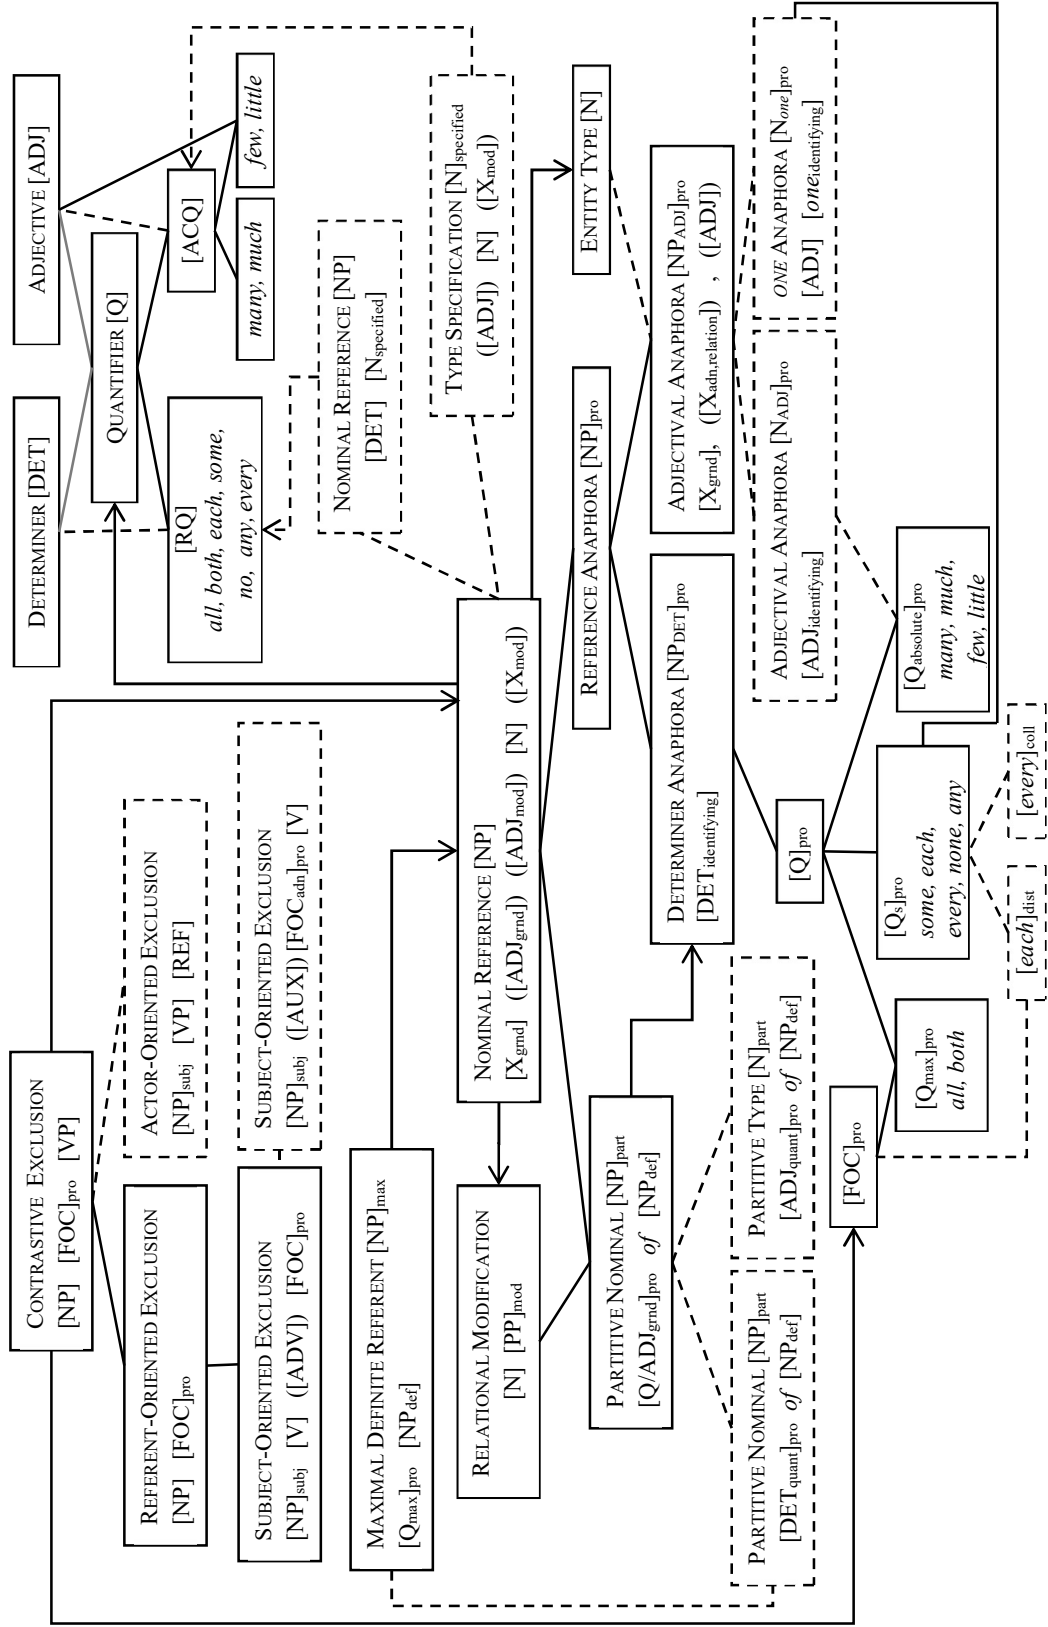 CONTRASTIVE EXCLUSION
[NP] [FOC]pro [VP]
REFERENT-ORIENTED EXCLUSION
[NP] [FOC]pro
ACTOR-ORIENTED EXCLUSION
[NP]subj [VP] [REF]
SUBJECT-ORIENTED EXCLUSION
[NP]subj [V] ([ADV]) [FOC]pro
SUBJECT-ORIENTED EXCLUSION
[NP]subj ([AUX]) [FOCadn]pro [V]
DETERMINER [DET]
ADJECTIVE [ADJ]
QUANTIFIER [Q]
[RQ]
all, both, each, some,
no, any, every
[ACQ]
many, much
few, little
NOMINAL REFERENCE [NP]
[DET] [Nspecified]
TYPE SPECIFICATION [N]specified
([ADJ]) [N] ([Xmod])
MAXIMAL DEFINITE REFERENT [NP]max
[Qmax]pro [NPdef]
NOMINAL REFERENCE [NP]
[Xgrnd] ([ADJgrnd]) ([ADJmod]) [N] ([Xmod])
RELATIONAL MODIFICATION
[N] [PP]mod
REFERENCE ANAPHORA [NP]pro
ENTITY TYPE [N]
PARTITIVE NOMINAL [NP]part
[Q/ADJgrnd]pro of [NPdef]
DETERMINER ANAPHORA [NPDET]pro
[DETidentifying]
ADJECTIVAL ANAPHORA [NPADJ]pro
[Xgrnd], ([Xadn,relation]) , ([ADJ])
PARTITIVE NOMINAL [NP]part
[DETquant]pro of [NPdef]
PARTITIVE TYPE [N]part
[ADJquant]pro of [NPdef]
ADJECTIVAL ANAPHORA [NADJ]pro
[ADJidentifying]
ONE ANAPHORA [None]pro
[ADJ] [oneidentifying]
[Q]pro
[FOC]pro
[Qmax]pro
all, both
[Qs]pro
some, each,
every, none, any
[Qabsolute]pro
many, much,
few, little
[each]dist
[every]coll